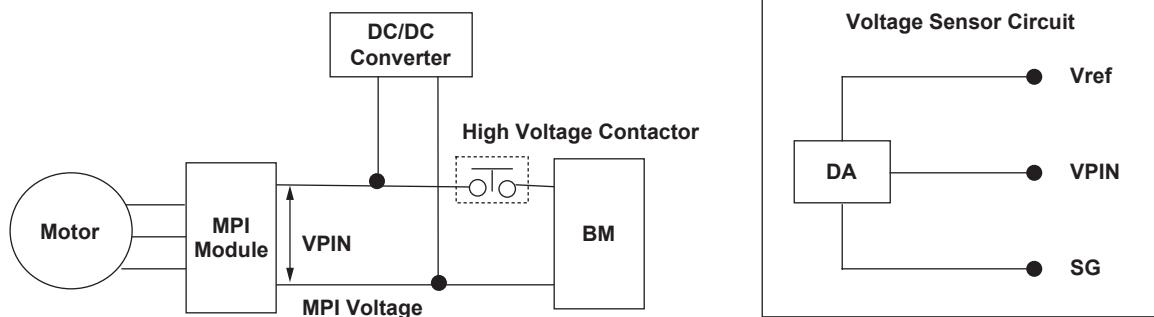 DC/DC
Converter
High Voltage Contactor
Motor
MPI
Module
VPIN
BM
MPI Voltage
Voltage Sensor Circuit
Vref
DA
VPIN
SG